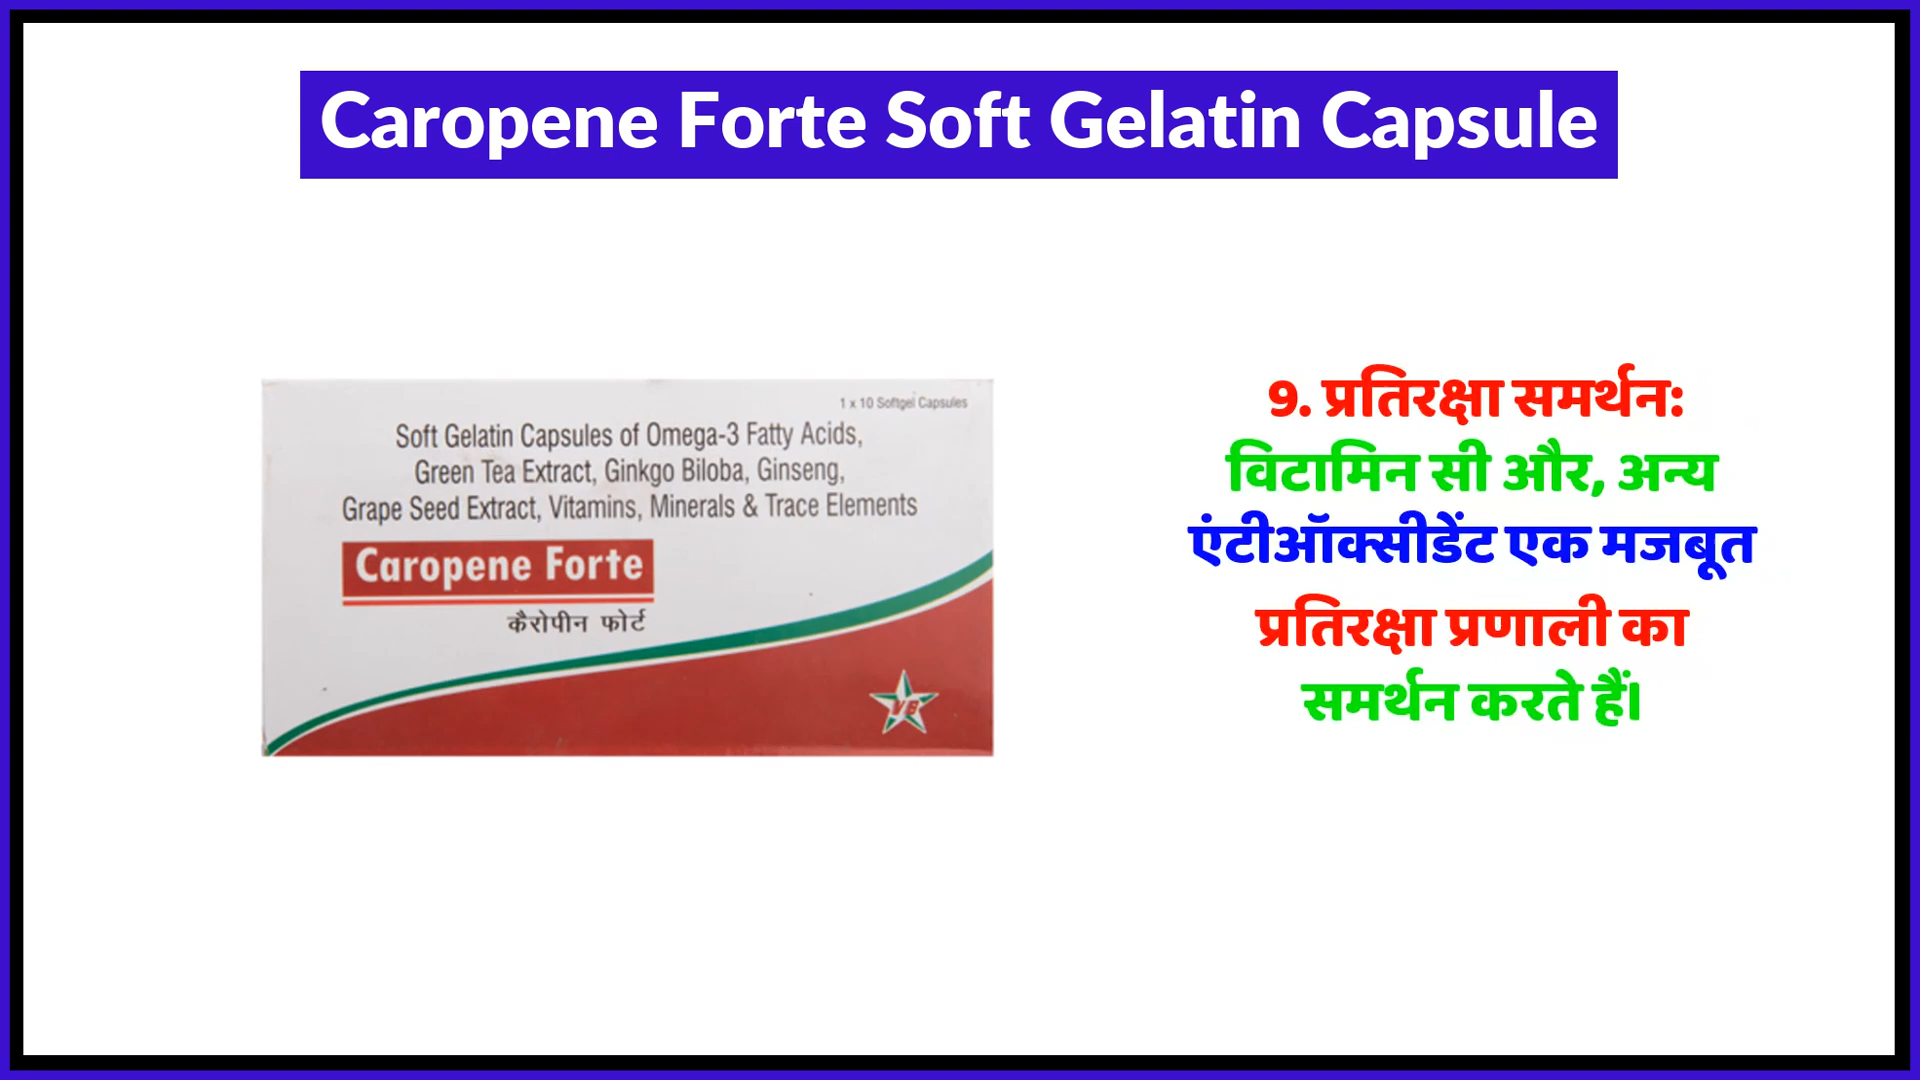 Caropene Forte Soft Gelatin Capsule
1 x 10 Softgel Capsules
Soft Gelatin Capsules of Omega-3 Fatty Acids,
Green Tea Extract, Ginkgo Biloba, Ginseng,
Grape Seed Extract, Vitamins, Minerals & Trace Elements
Caropene Forte
कैरोपीन फोर्ट
VB
9. प्रतिरक्षा समर्थन:
विटामिन सी और, अन्य
एंटीऑक्सीडेंट एक मजबूत
प्रतिरक्षा प्रणाली का
समर्थन करते हैं।